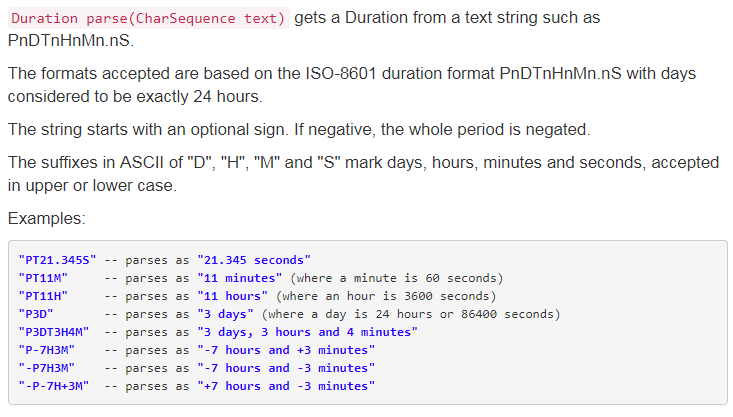 Duration parse(CharSequence text) gets a Duration from a text string such as
PnDTnHnMn.nS.
The formats accepted are based on the ISO-8601 duration format PnDTnHnMn.nS with days
considered to be exactly 24 hours.
The string starts with an optional sign. If negative, the whole period is negated.
The suffixes in ASCII of "D", "H", "M" and "S" mark days, hours, minutes and seconds, accepted
in upper or lower case.
Examples:
"PT21.345S" -- parses as "21.345 seconds"
"PT11M"     -- parses as "11 minutes" (where a minute is 60 seconds)
"PT11H"     -- parses as "11 hours" (where an hour is 3600 seconds)
"P3D"       -- parses as "3 days" (where a day is 24 hours or 86400 seconds)
"P3DT3H4M"  -- parses as "3 days, 3 hours and 4 minutes"
"P-7H3M"    -- parses as "-7 hours and +3 minutes"
"-P7H3M"    -- parses as "-7 hours and -3 minutes"
"-P-7H+3M"  -- parses as "+7 hours and -3 minutes"